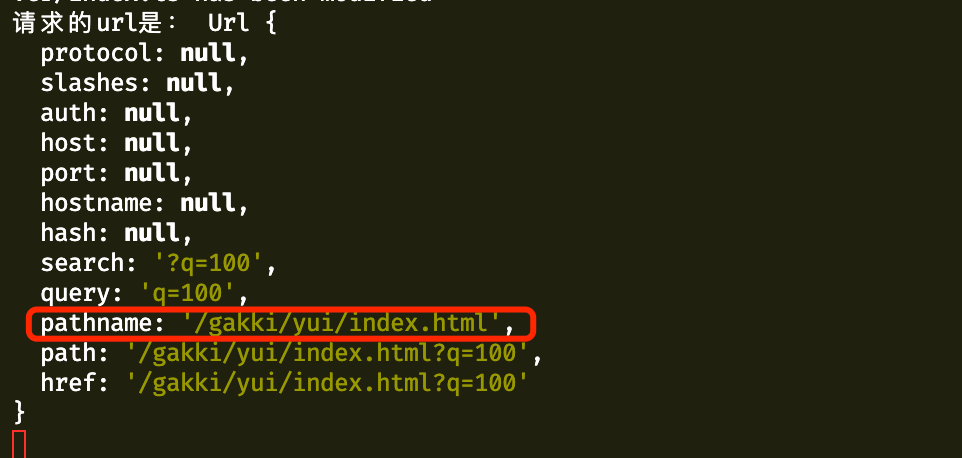 请求的url是： Url {
  protocol: null,
  slashes: null,
  auth: null,
  host: null,
  port: null,
  hostname: null,
  hash: null,
  search: '?q=100',
  query: 'q=100',
  pathname: '/gakki/yui/index.html',
  path: '/gakki/yui/index.html?q=100',
  href: '/gakki/yui/index.html?q=100'
}